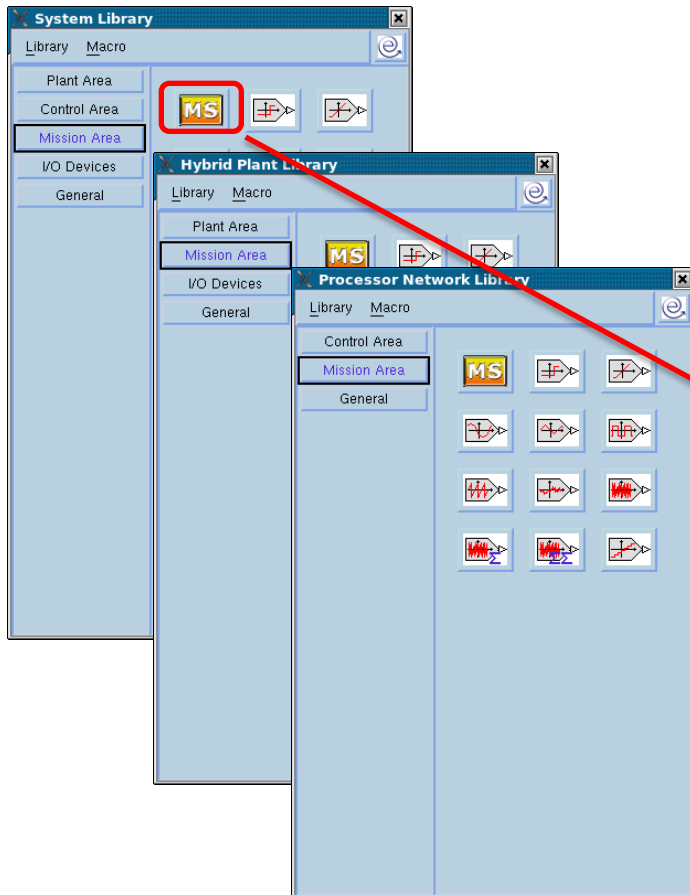 System Library
Library Macro
Plant Area
Control Area
Mission Area
I/O Devices
General
MS
Hybrid Plant Library
Library Macro
Plant Area
Mission Area
I/O Devices
General
MS
Processor Network Library
Library Macro
Control Area
Mission Area
General
MS
Σ
ΣΣ